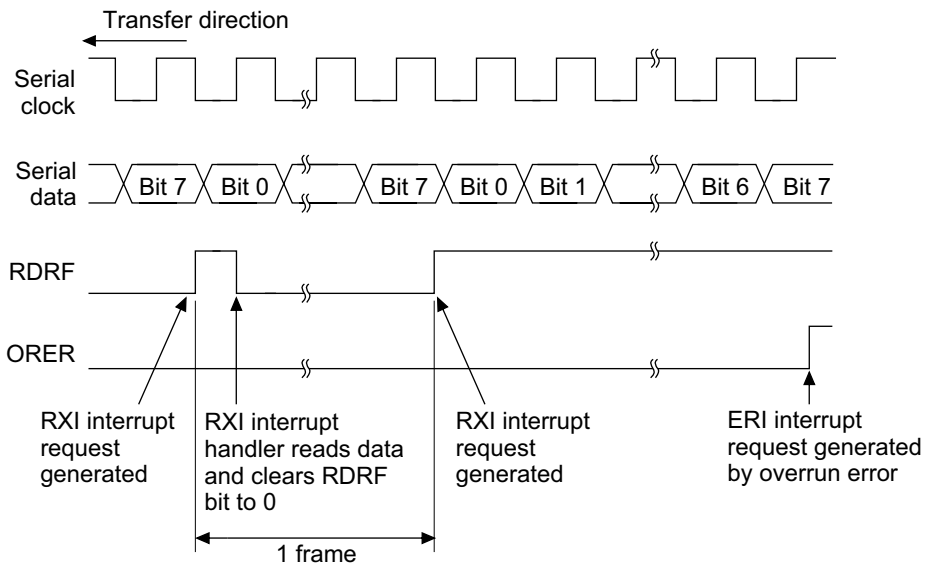 Transfer direction
Serial
clock
Serial
data
Bit 7 Bit 0 Bit 7 Bit 0 Bit 1 Bit 6 Bit 7
RDRF
ORER
RXI interrupt
request
generated
RXI interrupt
handler reads data
and clears RDRF
bit to 0
RXI interrupt
request
generated
ERI interrupt
request generated
by overrun error
1 frame